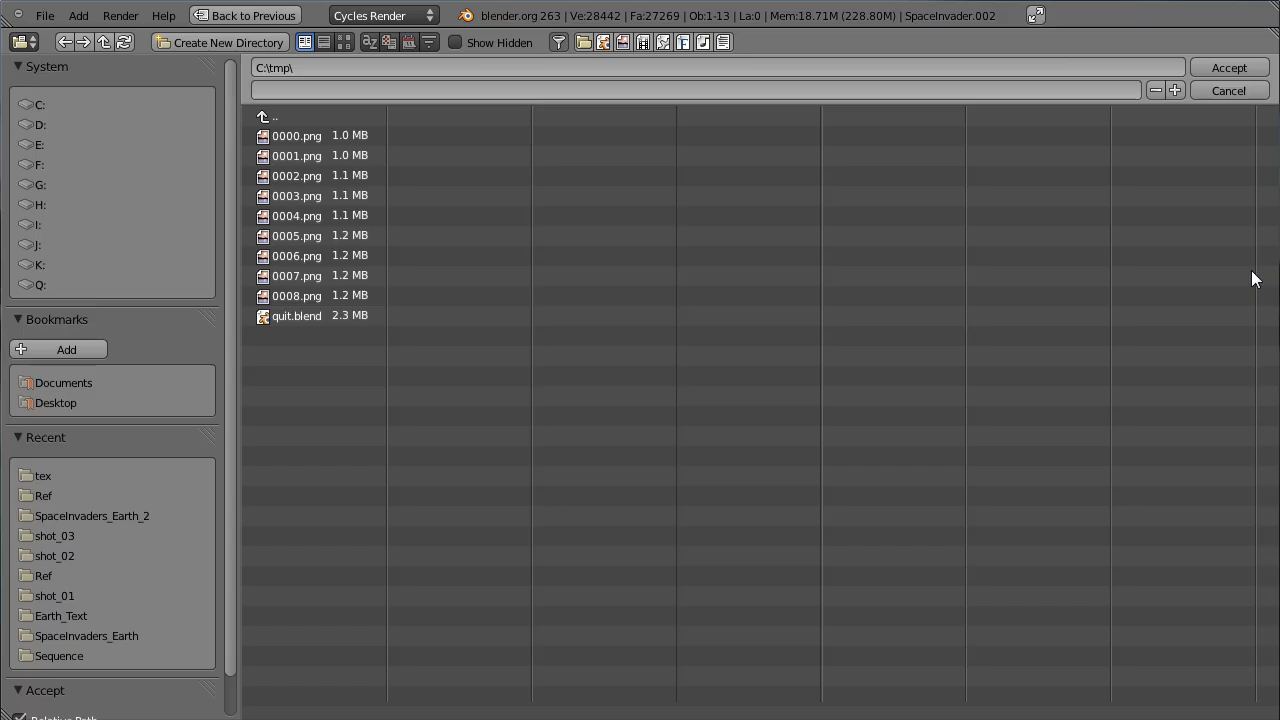 File Add Render Help Back to Previous Cycles Render blender.org 263 | Ve:28442 | Fa:27269 | Ob:1-13 | La:0 | Mem:18.71M (228.80M) | SpaceInvader.002
Create New Directory Show Hidden
System
C:
D:
E:
F:
G:
H:
I:
J:
K:
Q:
Bookmarks
Add
Documents
Desktop
Recent
tex
Ref
SpaceInvaders_Earth_2
shot_03
shot_02
Ref
shot_01
Earth_Text
SpaceInvaders_Earth
Sequence
Accept
Relative Path
C:\tmp\ Accept
Cancel
..
0000.png 1.0 MB
0001.png 1.0 MB
0002.png 1.1 MB
0003.png 1.1 MB
0004.png 1.1 MB
0005.png 1.2 MB
0006.png 1.2 MB
0007.png 1.2 MB
0008.png 1.2 MB
quit.blend 2.3 MB